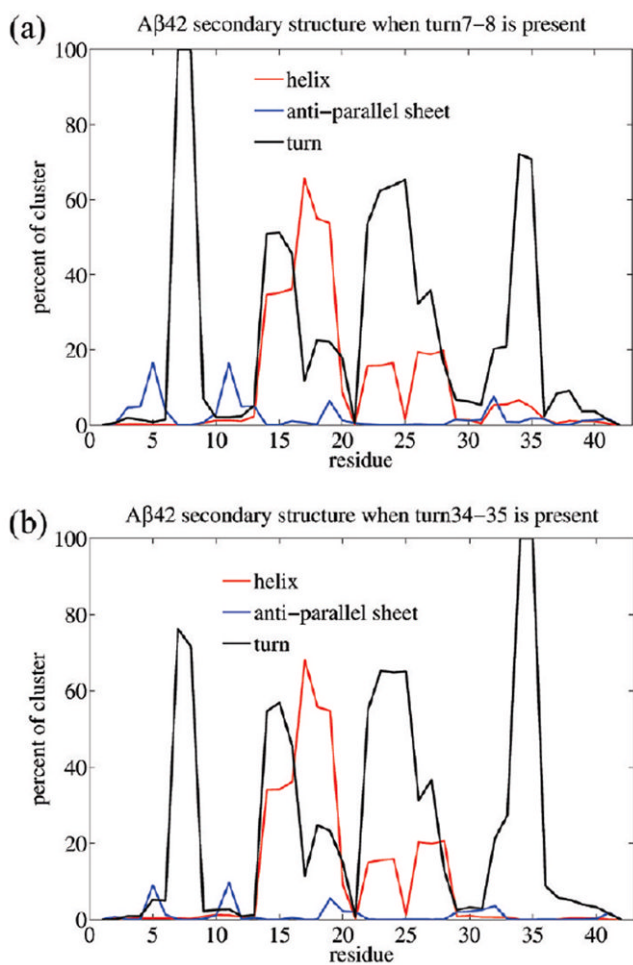 (a)
Aβ42 secondary structure when turn7−8 is present
100
80
60
40
20
0
percent of cluster
helix
anti−parallel sheet
turn
0 5 10 15 20 25 30 35 40
residue
(b)
Aβ42 secondary structure when turn34−35 is present
100
80
60
40
20
0
percent of cluster
helix
anti−parallel sheet
turn
0 5 10 15 20 25 30 35 40
residue